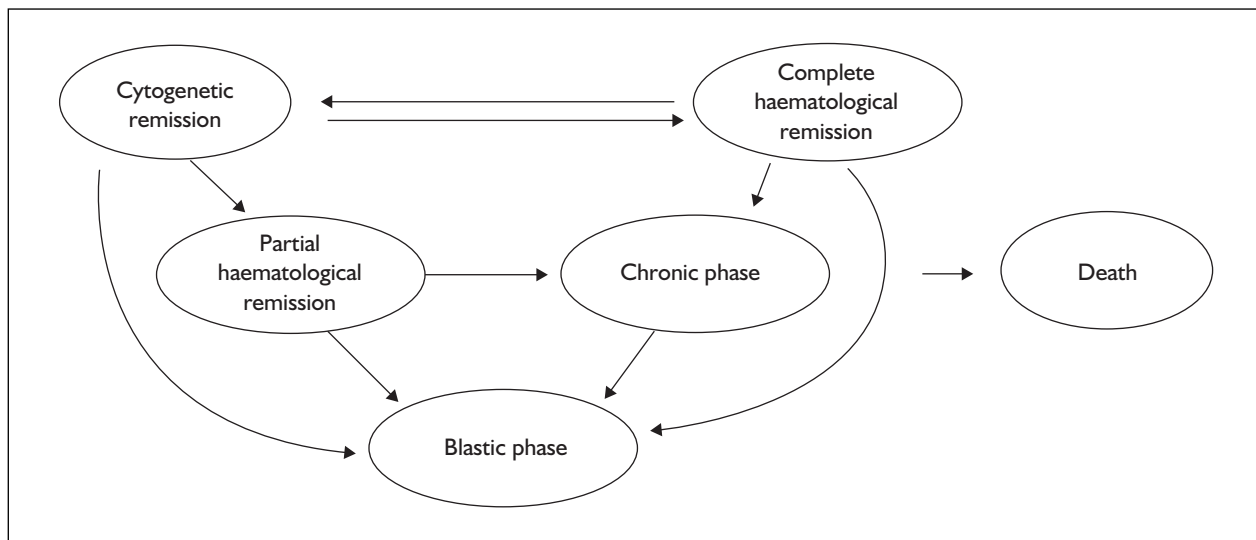 Cytogenetic
remission
Complete
haematological
remission
Partial
haematological
remission
Chronic phase
Death
Blastic phase